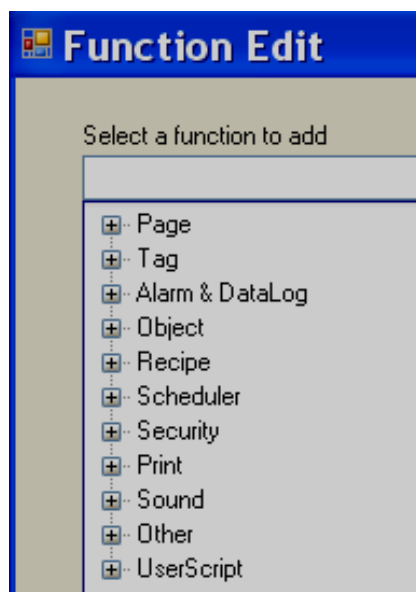 Function Edit
Select a function to add
Page
Tag
Alarm & DataLog
Object
Recipe
Scheduler
Security
Print
Sound
Other
UserScript